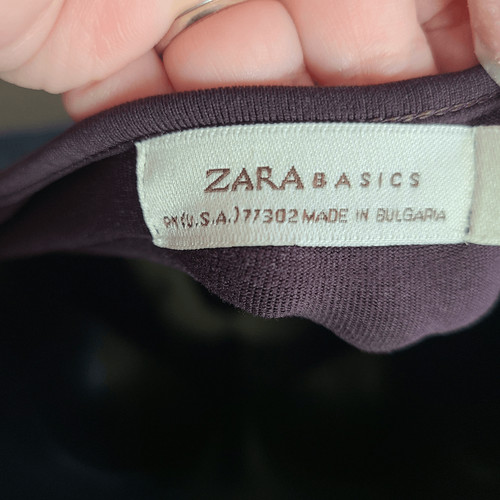 ZARA BASICS
RN(U.S.A.)77302 MADE IN BULGARIA